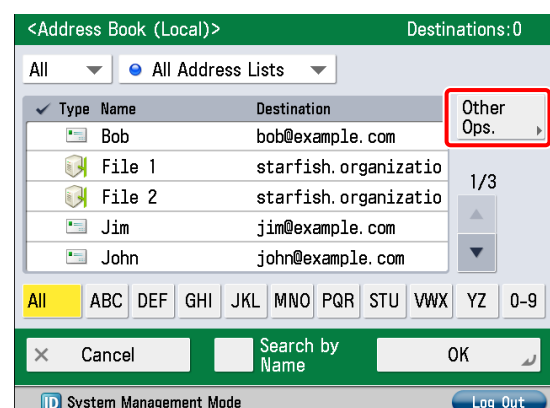 <Address Book (Local)> Destinations:0
All All Address Lists
Type Name Destination
Other Ops.
Bob bob@example.com
File 1 starfish.organizatio
File 2 starfish.organizatio
1/3
Jim jim@example.com
John john@example.com
All ABC DEF GHI JKL MNO PQR STU VWX YZ 0-9
Cancel Search by Name OK
ID System Management Mode Log Out